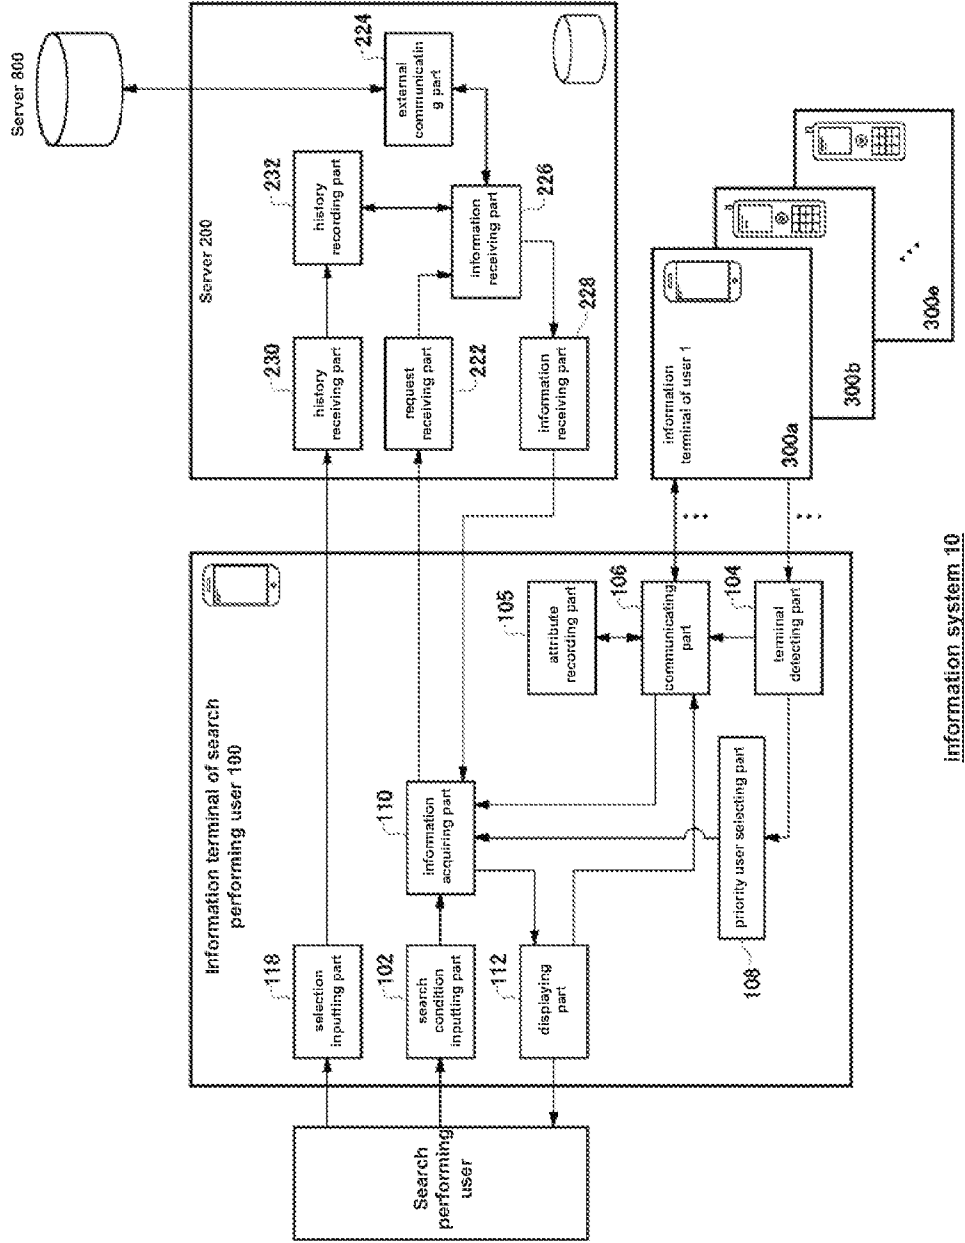 Search
performing
user
Information terminal of search
performing user 100
118
selection
inputting part
102
search
condition
inputting part
112
displaying
part
110
information
acquiring part
108
priority user selecting part
105
attribute
recording part
106
communicating
part
104
terminal
detecting part
Server 200
230
history
receiving part
222
request
receiving part
228
information
receiving part
232
history
recording part
226
information
receiving part
224
external
communicatin
g part
Server 800
information
terminal of user 1
300a
300b
300e
information system 10